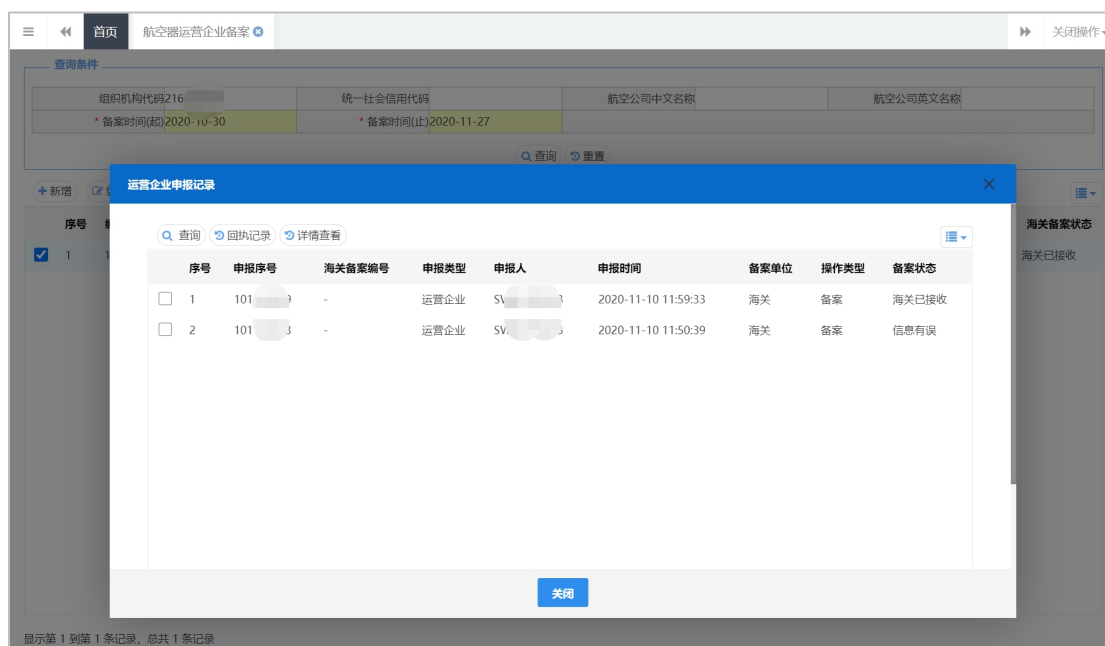 首页 航空器运营企业备案 关闭操作
查询条件
组织机构代码 216 统一社会信用代码 航空公司中文名称 航空公司英文名称
* 备案时间(起) 2020-10-30 * 备案时间(止) 2020-11-27
查询 重置
+新增
运营企业申报记录
序号 海关备案状态
1 海关已接收
查询 回执记录 详情查看
序号 申报序号 海关备案编号 申报类型 申报人 申报时间 备案单位 操作类型 备案状态
1 101 9 - 运营企业 2020-11-10 11:59:33 海关 备案 海关已接收
2 101 3 - 运营企业 2020-11-10 11:50:39 海关 备案 信息有误
关闭
显示第 1 到第 1 条记录，总共 1 条记录